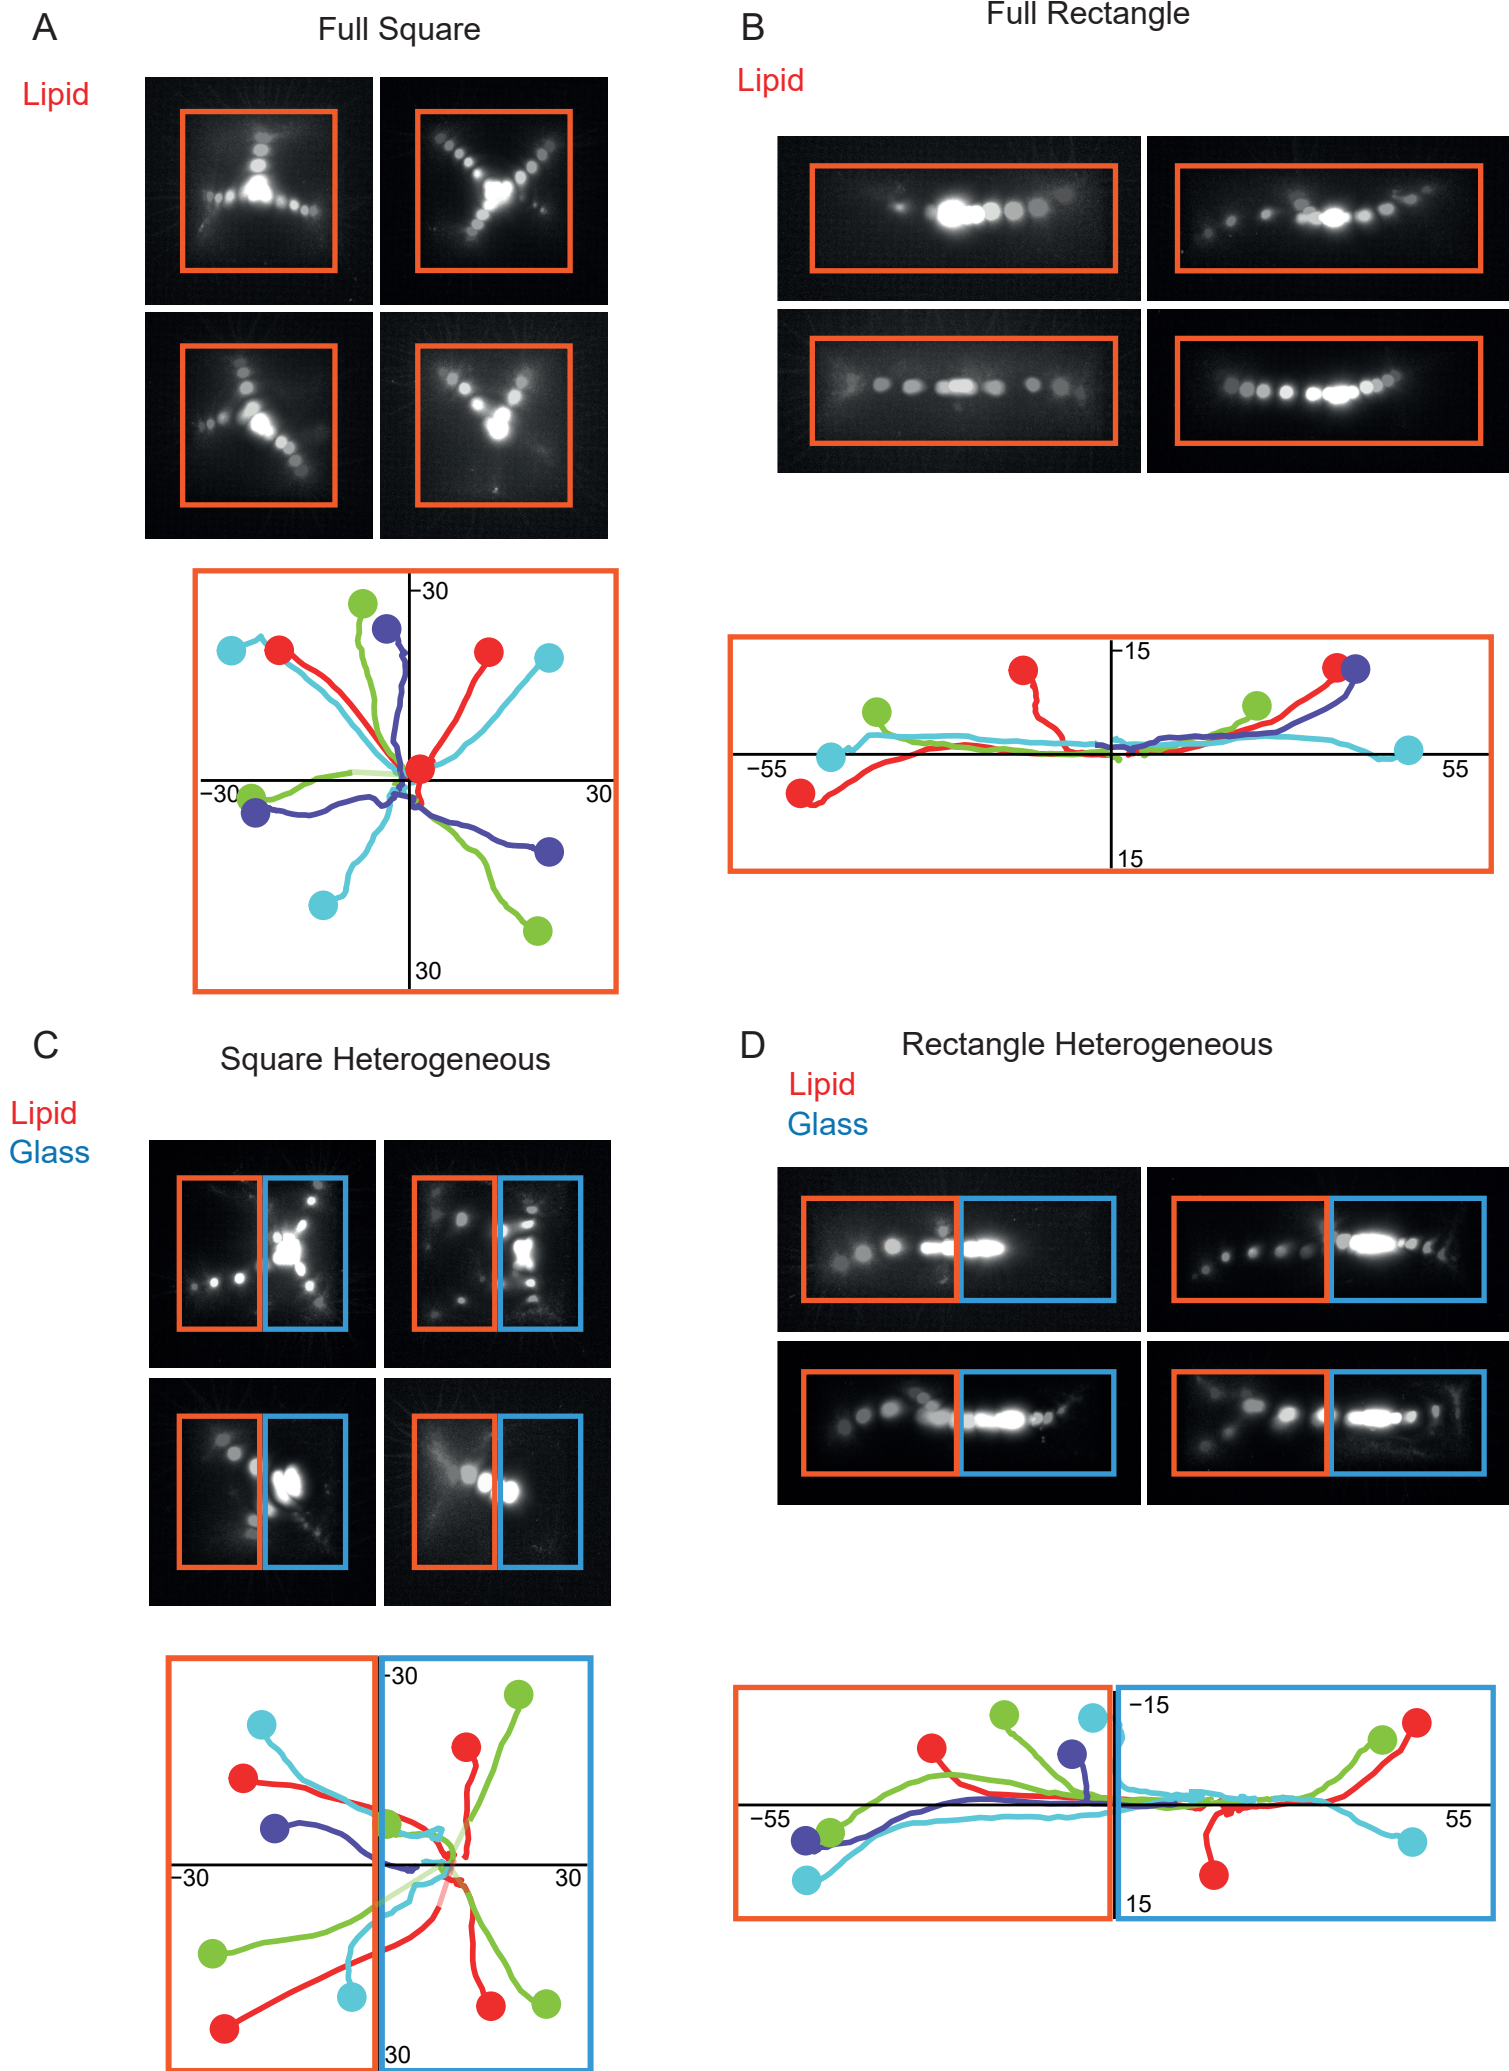 A
Full Square
Lipid
−30
−30
30
30
B
Full Rectangle
Lipid
−15
−55
55
15
C
Square Heterogeneous
Lipid
Glass
-30
−30
30
30
D
Rectangle Heterogeneous
Lipid
Glass
−15
−55
55
15